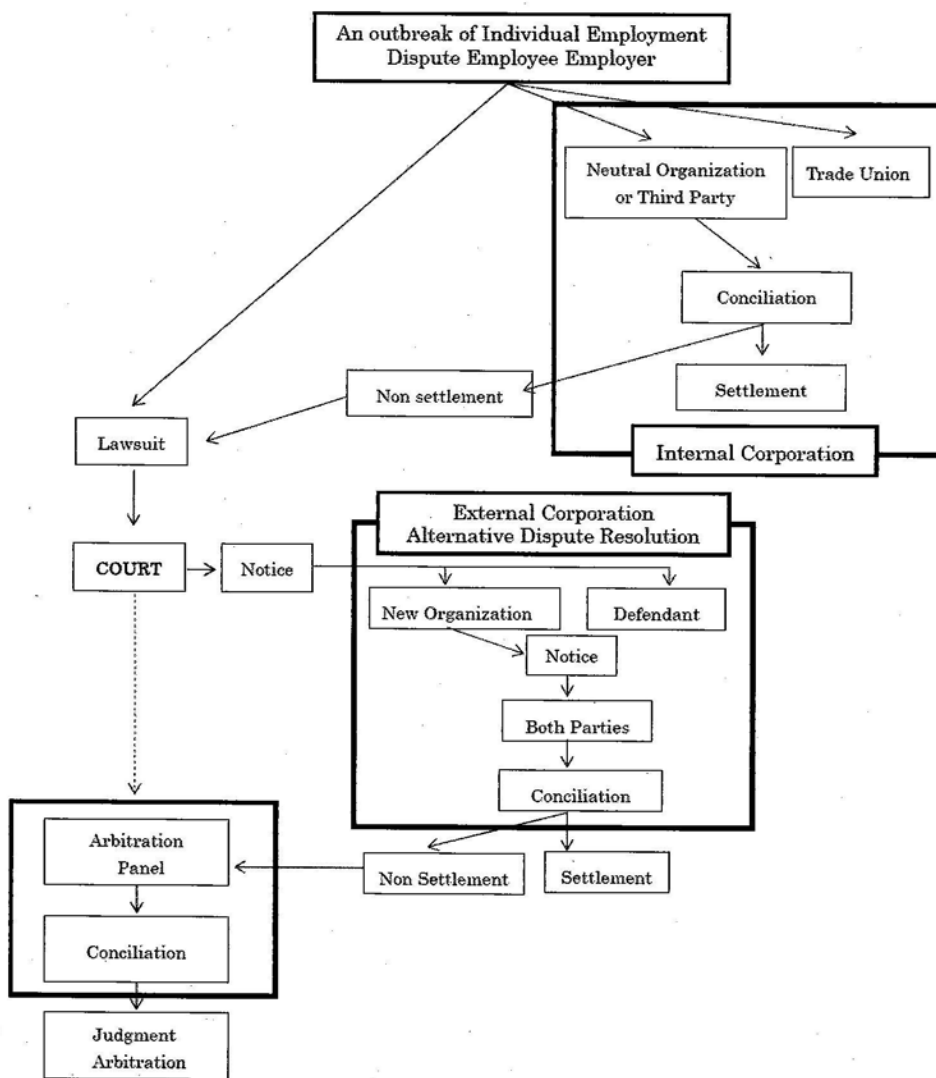 An outbreak of Individual Employment
Dispute Employee Employer
Neutral Organization
or Third Party
Trade Union
Conciliation
Settlement
Non settlement
Internal Corporation
Lawsuit
External Corporation
Alternative Dispute Resolution
COURT
Notice
New Organization
Defendant
Notice
Both Parties
Conciliation
Arbitration
Panel
Non Settlement
Settlement
Conciliation
Judgment
Arbitration